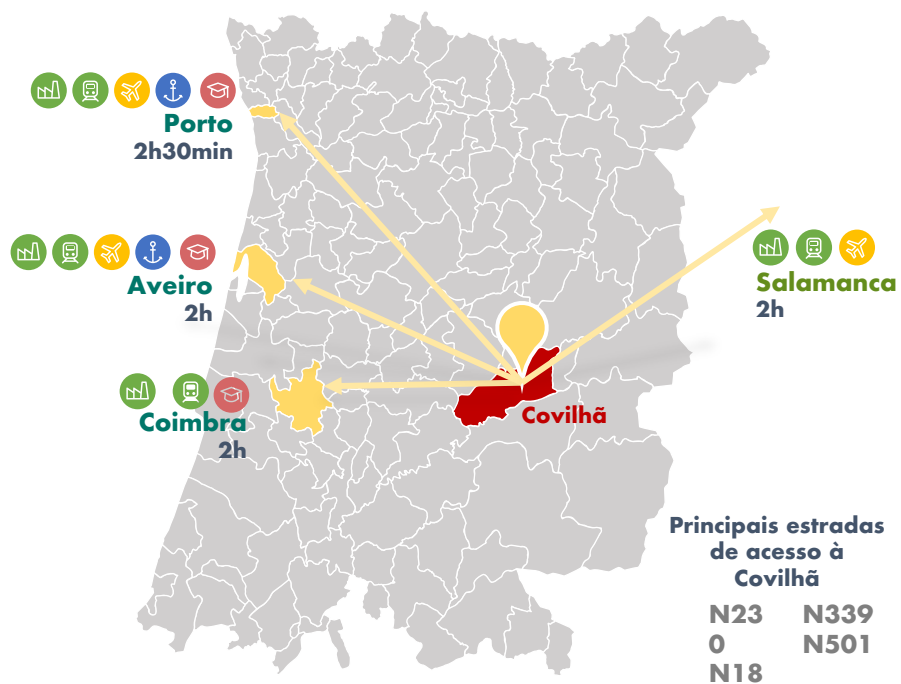 Porto
2h30min
Aveiro
2h
Salamanca
2h
Coimbra
2h
Covilhã
Principais estradas
de acesso à
Covilhã
N23
0
N18
N339
N501